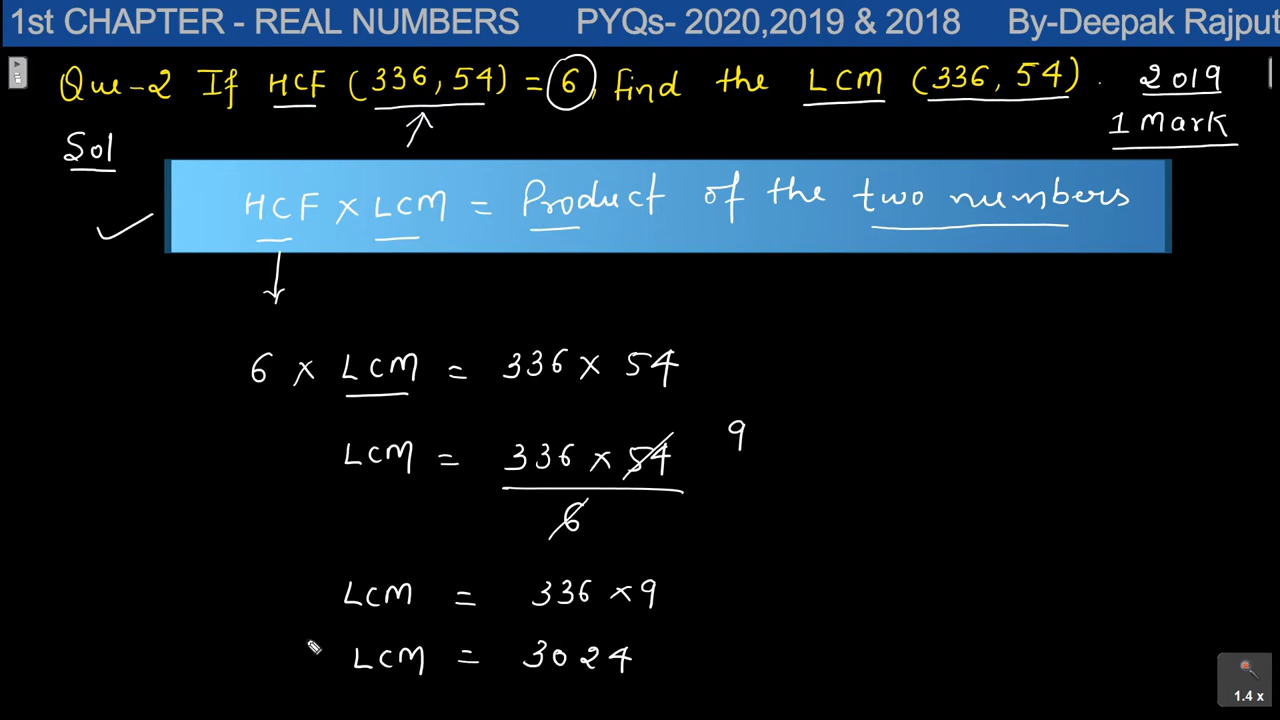 1st CHAPTER - REAL NUMBERS PYQs- 2020,2019 & 2018 By-Deepak Rajput
Que-2 If HCF (336,54) = 6, find the LCM (336, 54). 2019
1 Mark
Sol
HCF × LCM = Product of the two numbers
6 × LCM = 336 × 54
LCM = 336 × 54 9
6
LCM = 336 × 9
LCM = 3024
1.4 x